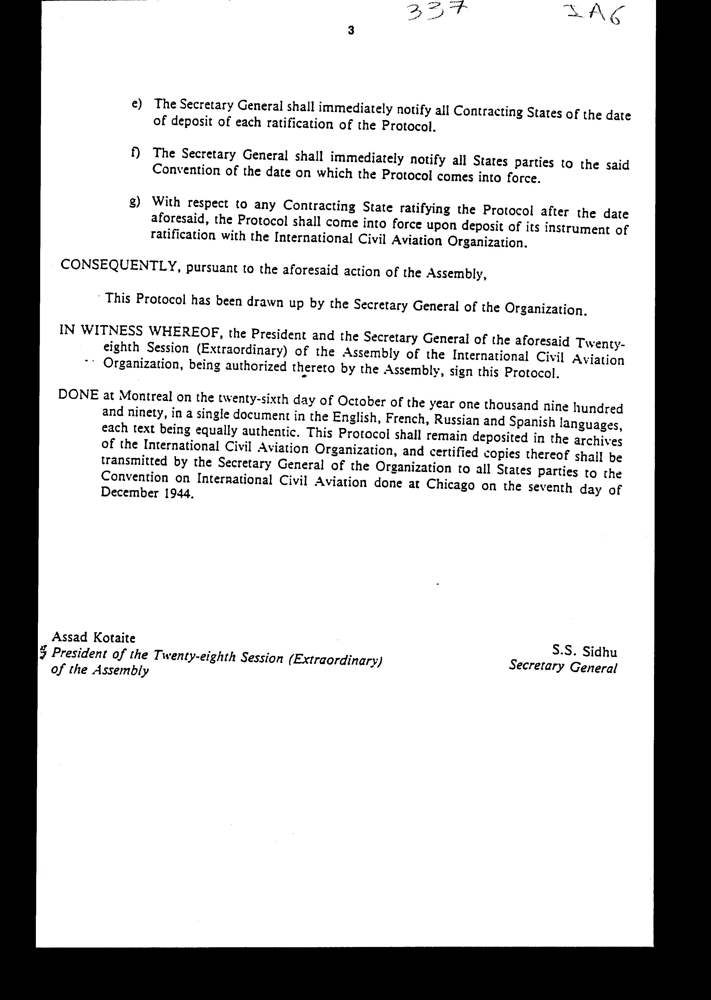 337 IA6
3
e) The Secretary General shall immediately notify all Contracting States of the date
of deposit of each ratification of the Protocol.
f) The Secretary General shall immediately notify all States parties to the said
Convention of the date on which the Protocol comes into force.
g) With respect to any Contracting State ratifying the Protocol after the date
aforesaid, the Protocol shall come into force upon deposit of its instrument of
ratification with the International Civil Aviation Organization.
CONSEQUENTLY, pursuant to the aforesaid action of the Assembly,
This Protocol has been drawn up by the Secretary General of the Organization.
IN WITNESS WHEREOF, the President and the Secretary General of the aforesaid Twenty-
eighth Session (Extraordinary) of the Assembly of the International Civil Aviation
Organization, being authorized thereto by the Assembly, sign this Protocol.
DONE at Montreal on the twenty-sixth day of October of the year one thousand nine hundred
and ninety, in a single document in the English, French, Russian and Spanish languages,
each text being equally authentic. This Protocol shall remain deposited in the archives
of the International Civil Aviation Organization, and certified copies thereof shall be
transmitted by the Secretary General of the Organization to all States parties to the
Convention on International Civil Aviation done at Chicago on the seventh day of
December 1944.
Assad Kotaite
President of the Twenty-eighth Session (Extraordinary)
of the Assembly
S.S. Sidhu
Secretary General